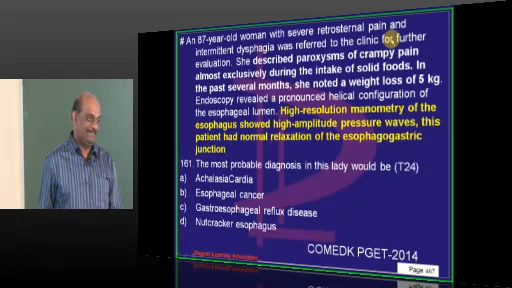 # An 87-year-old woman with severe retrosternal pain and
intermittent dysphagia was referred to the clinic for further
evaluation. She described paroxysms of crampy pain
almost exclusively during the intake of solid foods. In
the past several months, she noted a weight loss of 5 kg.
Endoscopy revealed a pronounced helical configuration of
the esophageal lumen. High-resolution manometry of the
esophagus showed high-amplitude pressure waves, this
patient had normal relaxation of the esophagogastric
junction
161. The most probable diagnosis in this lady would be (T24)
a) AchalasiaCardia
b) Esophageal cancer
c) Gastroesophageal reflux disease
d) Nutcracker esophagus
COMEDK PGET-2014
Elegant Learning Innovations
Page 467